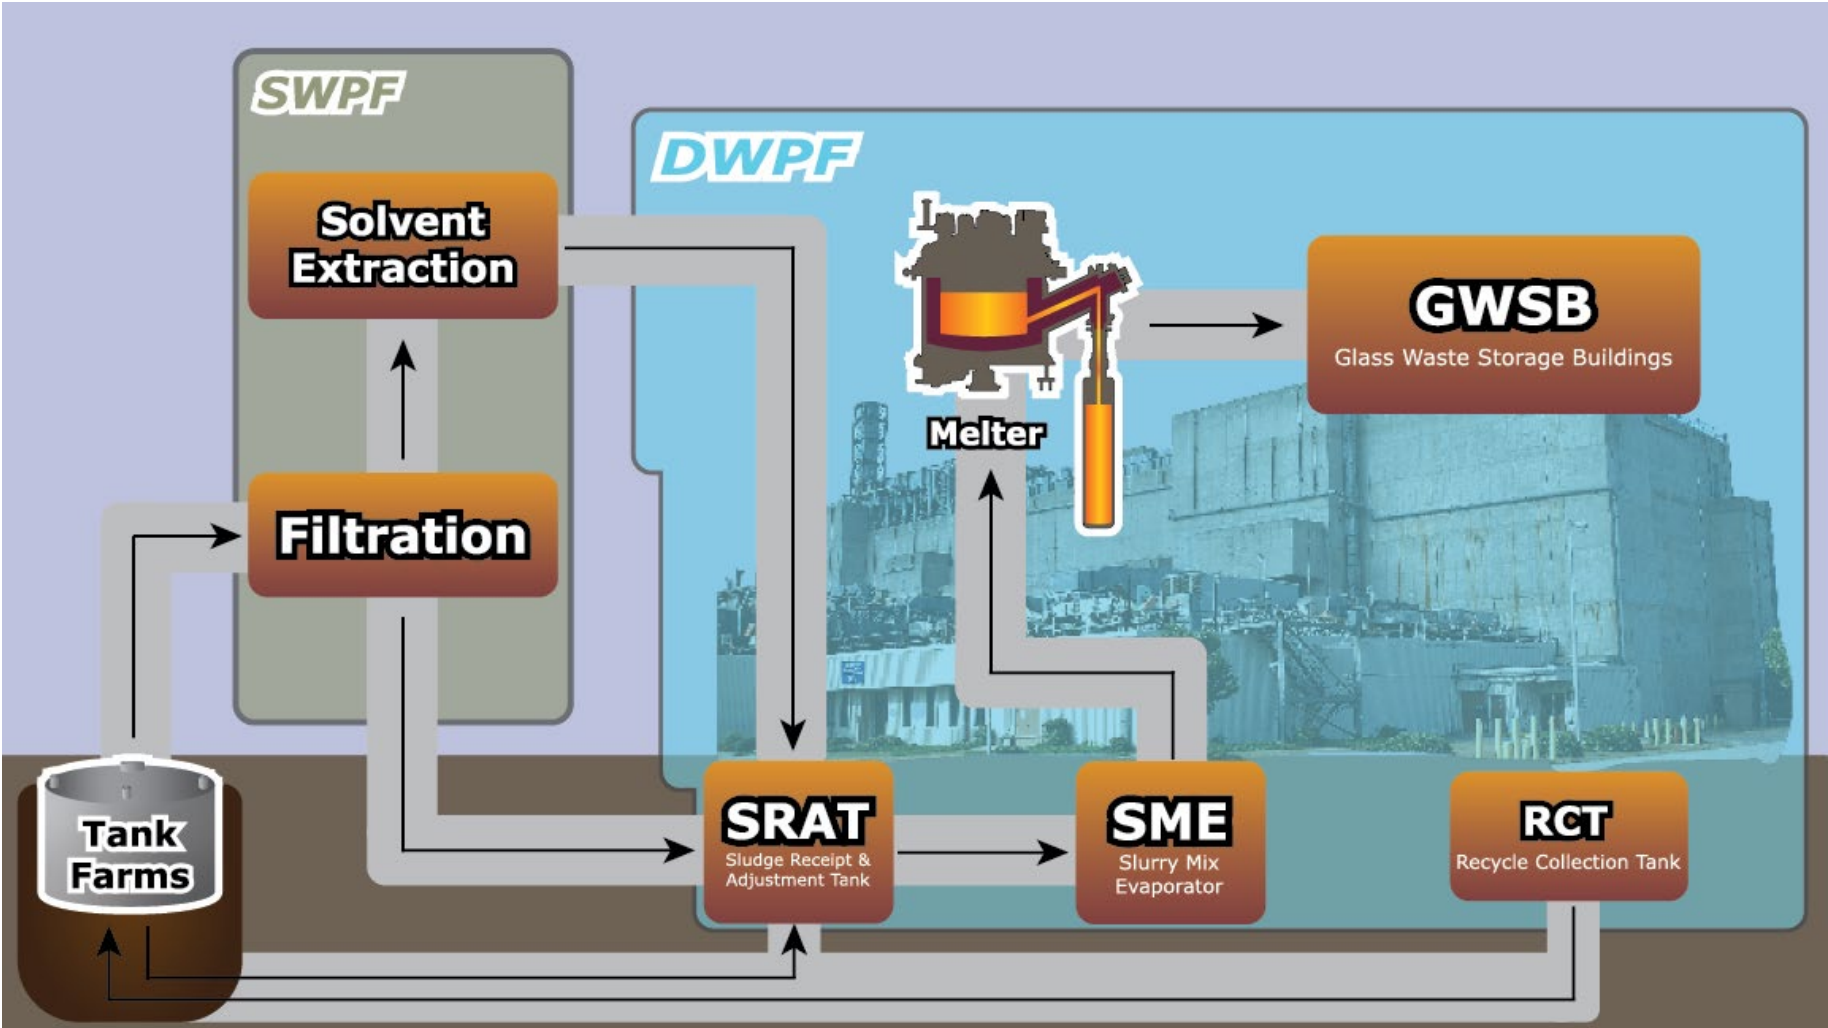 SWPF
DWPF
Solvent
Extraction
Filtration
Tank
Farms
Melter
GWSB
Glass Waste Storage Buildings
SRAT
Sludge Receipt &
Adjustment Tank
SME
Slurry Mix
Evaporator
RCT
Recycle Collection Tank